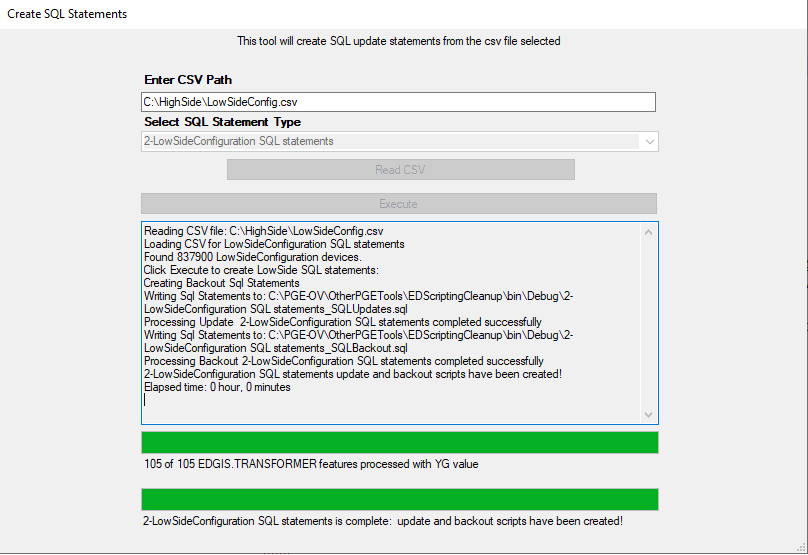 Create SQL Statements
This tool will create SQL update statements from the csv file selected
Enter CSV Path
C:\HighSide\LowSideConfig.csv
Select SQL Statement Type
2-LowSideConfiguration SQL statements
Read CSV
Execute
Reading CSV file: C:\HighSide\LowSideConfig.csv
Loading CSV for LowSideConfiguration SQL statements
Found 837900 LowSideConfiguration devices.
Click Execute to create LowSide SQL statements:
Creating Backout Sql Statements
Writing Sql Statements to: C:\PGE-OV\OtherPGETools\EDScriptingCleanup\bin\Debug\2-
LowSideConfiguration SQL statements_SQLUpdates.sql
Processing Update  2-LowSideConfiguration SQL statements completed successfully
Writing Sql Statements to: C:\PGE-OV\OtherPGETools\EDScriptingCleanup\bin\Debug\2-
LowSideConfiguration SQL statements_SQLBackout.sql
Processing Backout 2-LowSideConfiguration SQL statements completed successfully
2-LowSideConfiguration SQL statements update and backout scripts have been created!
Elapsed time: 0 hour, 0 minutes
105 of 105 EDGIS.TRANSFORMER features processed with YG value
2-LowSideConfiguration SQL statements is complete:  update and backout scripts have been created!